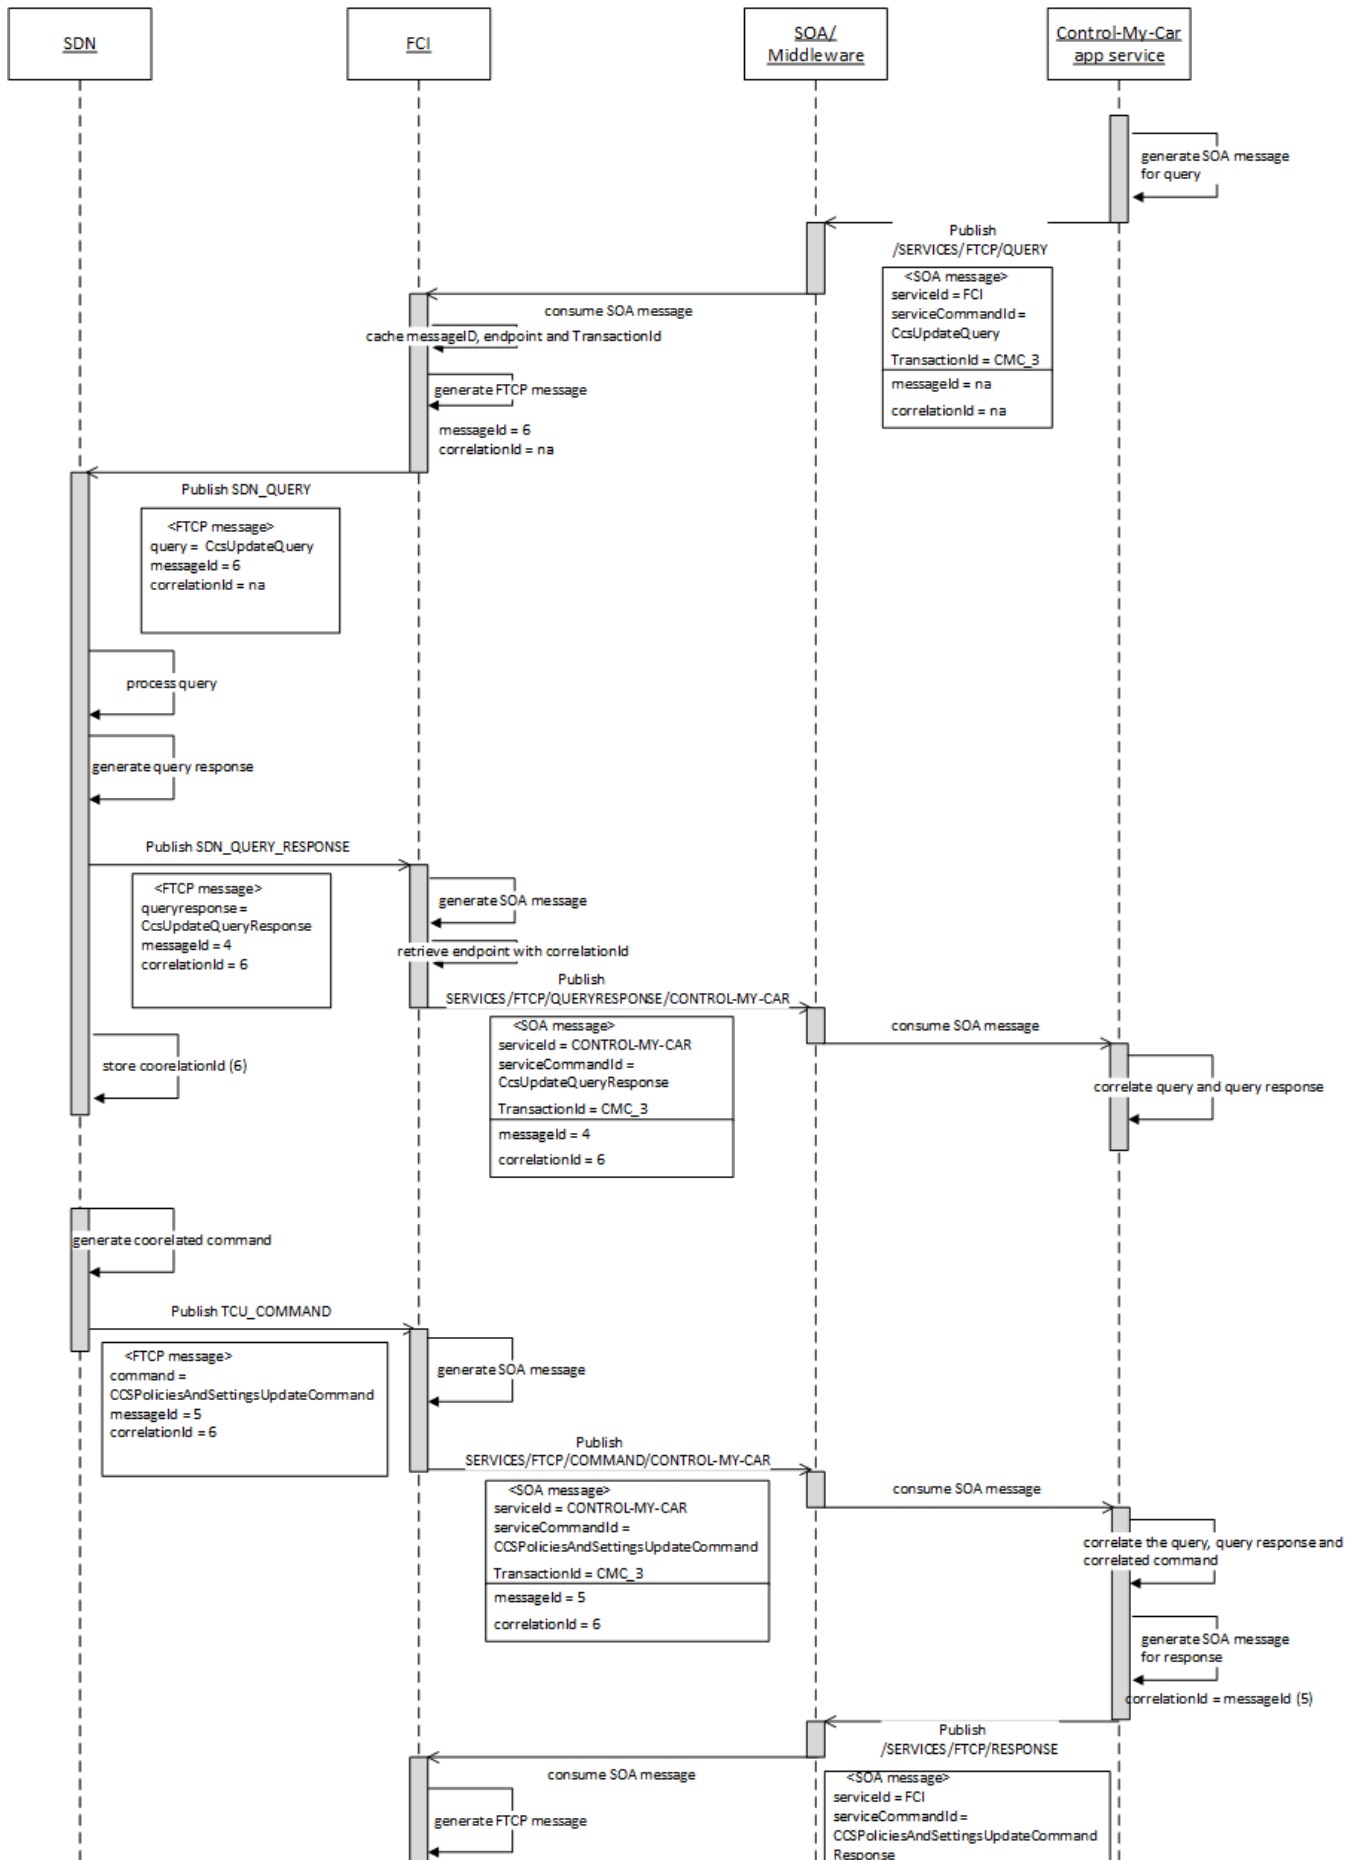 SDN
FCI
SOA/
Middleware
Control-My-Car
app service
generate SOA message
for query
Publish
/SERVICES/FTCP/QUERY
<SOA message>
serviceId = FCI
serviceCommandId =
CcsUpdateQuery
TransactionId = CMC_3
messageId = na
correlationId = na
consume SOA message
cache messageID, endpoint and TransactionId
generate FTCP message
messageId = 6
correlationId = na
Publish SDN_QUERY
<FTCP message>
query = CcsUpdateQuery
messageId = 6
correlationId = na
process query
generate query response
Publish SDN_QUERY_RESPONSE
<FTCP message>
queryresponse =
CcsUpdateQueryResponse
messageId = 4
correlationId = 6
generate SOA message
retrieve endpoint with correlationId
Publish
SERVICES/FTCP/QUERYRESPONSE/CONTROL-MY-CAR
<SOA message>
serviceId = CONTROL-MY-CAR
serviceCommandId =
CcsUpdateQueryResponse
TransactionId = CMC_3
messageId = 4
correlationId = 6
consume SOA message
correlate query and query response
store coorelationId (6)
generate coorelated command
Publish TCU_COMMAND
<FTCP message>
command =
CCSPoliciesAndSettingsUpdateCommand
messageId = 5
correlationId = 6
generate SOA message
Publish
SERVICES/FTCP/COMMAND/CONTROL-MY-CAR
<SOA message>
serviceId = CONTROL-MY-CAR
serviceCommandId =
CCSPoliciesAndSettingsUpdateCommand
TransactionId = CMC_3
messageId = 5
correlationId = 6
consume SOA message
correlate the query, query response and
correlated command
generate SOA message
for response
correlationId = messageId (5)
Publish
/SERVICES/FTCP/RESPONSE
<SOA message>
serviceId = FCI
serviceCommandId =
CCSPoliciesAndSettingsUpdateCommand
Response
consume SOA message
generate FTCP message